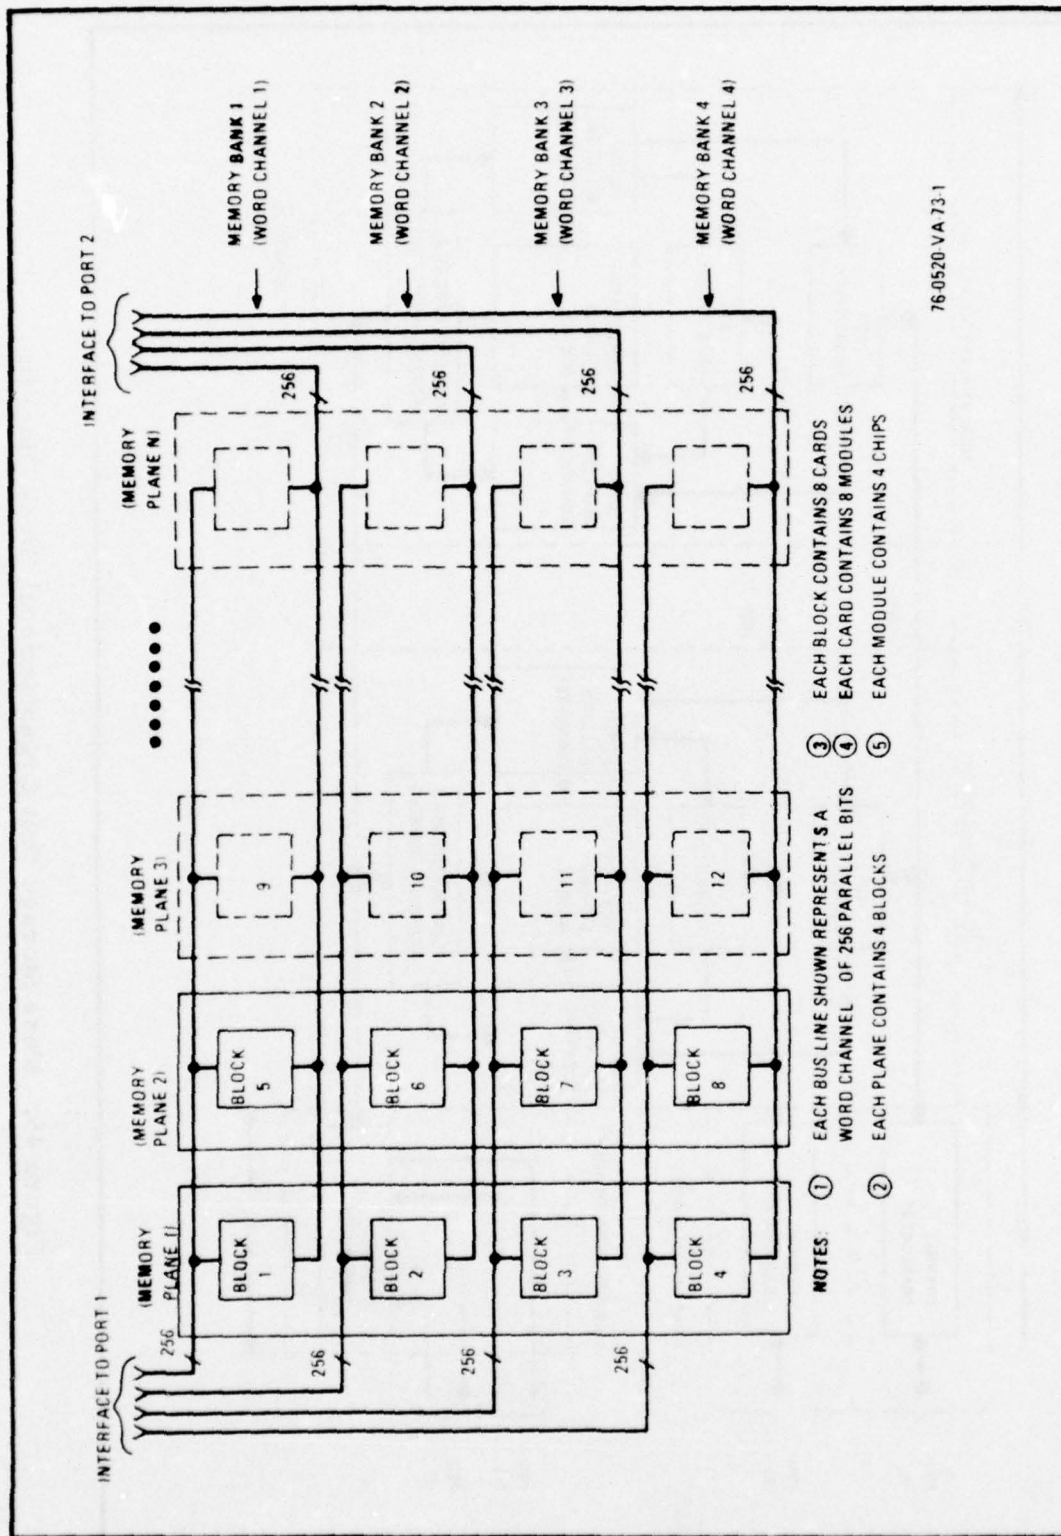 INTERFACE TO PORT 1
INTERFACE TO PORT 2
(MEMORY
PLANE 1)
(MEMORY
PLANE 2)
(MEMORY
PLANE 3)
(MEMORY
PLANE N)
256
256
256
256
BLOCK
1
BLOCK
5
9
256
MEMORY BANK 1
(WORD CHANNEL 1)
BLOCK
2
BLOCK
6
10
256
MEMORY BANK 2
(WORD CHANNEL 2)
BLOCK
3
BLOCK
7
11
256
MEMORY BANK 3
(WORD CHANNEL 3)
BLOCK
4
BLOCK
8
12
256
MEMORY BANK 4
(WORD CHANNEL 4)
NOTES:
① EACH BUS LINE SHOWN REPRESENTS A
WORD CHANNEL OF 256 PARALLEL BITS
② EACH PLANE CONTAINS 4 BLOCKS
③ EACH BLOCK CONTAINS 8 CARDS
④ EACH CARD CONTAINS 8 MODULES
⑤ EACH MODULE CONTAINS 4 CHIPS
76-0520-VA-73-1